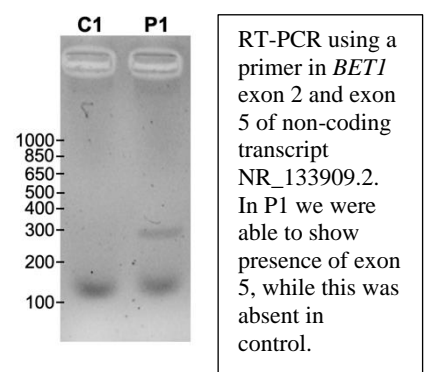 C1 P1
1000
850
650
500
400
300
200
100
RT-PCR using a
primer in BET1
exon 2 and exon
5 of non-coding
transcript
NR_133909.2.
In P1 we were
able to show
presence of exon
5, while this was
absent in
control.